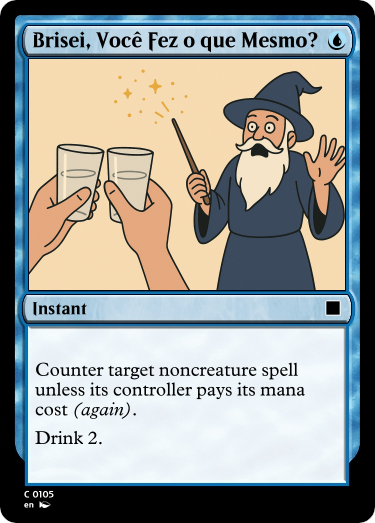 Brisei, Você Fez o que Mesmo?
Instant
Counter target noncreature spell
unless its controller pays its mana
cost (again).
Drink 2.
C 0105
en